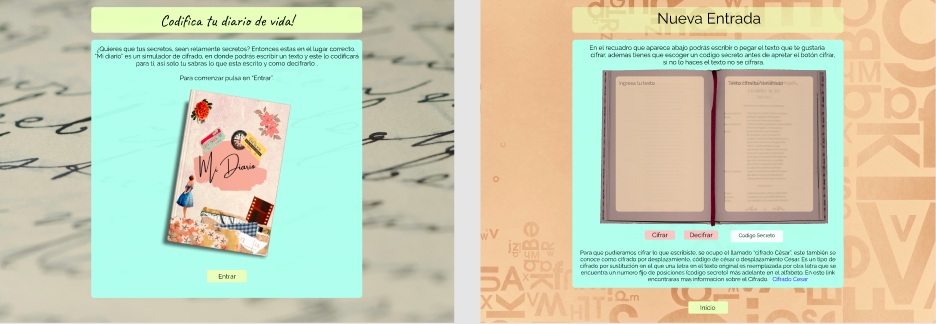 Codifica tu diario de vida!
¿Quieres que tus secretos, sean relamente secretos? Entonces estas en el lugar correcto.
"Mi diario" es un simulador de cifrado, en donde podrás escribir un texto y este lo codificará
para ti, asi solo tu sabras lo que esta escrito y como decifrarlo.
Para comenzar pulsa en "Entrar".
Mi Diario
Entrar
Nueva Entrada
En el recuadro que aparece abajo podrás escribir o pegar el texto que te gustaria
cifrar, ademas tienes que escoger un codigo secreto antes de apretar el botón cifrar,
si no lo haces el texto no se cifrara.
Ingresa tu texto
Cifrar
Decifrar
Codigo Secreto
Para que pudieramos cifrar lo que escribiste, se ocupo el llamado "cifrado César", este también se
conoce como cifrado por desplazamiento, código de césar o desplazamiento César. Es un tipo de
cifrado por sustitución en el que una letra en el texto original es reemplazada por otra letra que se
encuentra un numero fijo de posiciones (codigo secreto) más adelante en el alfabeto. En este link
encontraras mas informacion sobre el Cifrado. Cifrado Cesar
Inicio